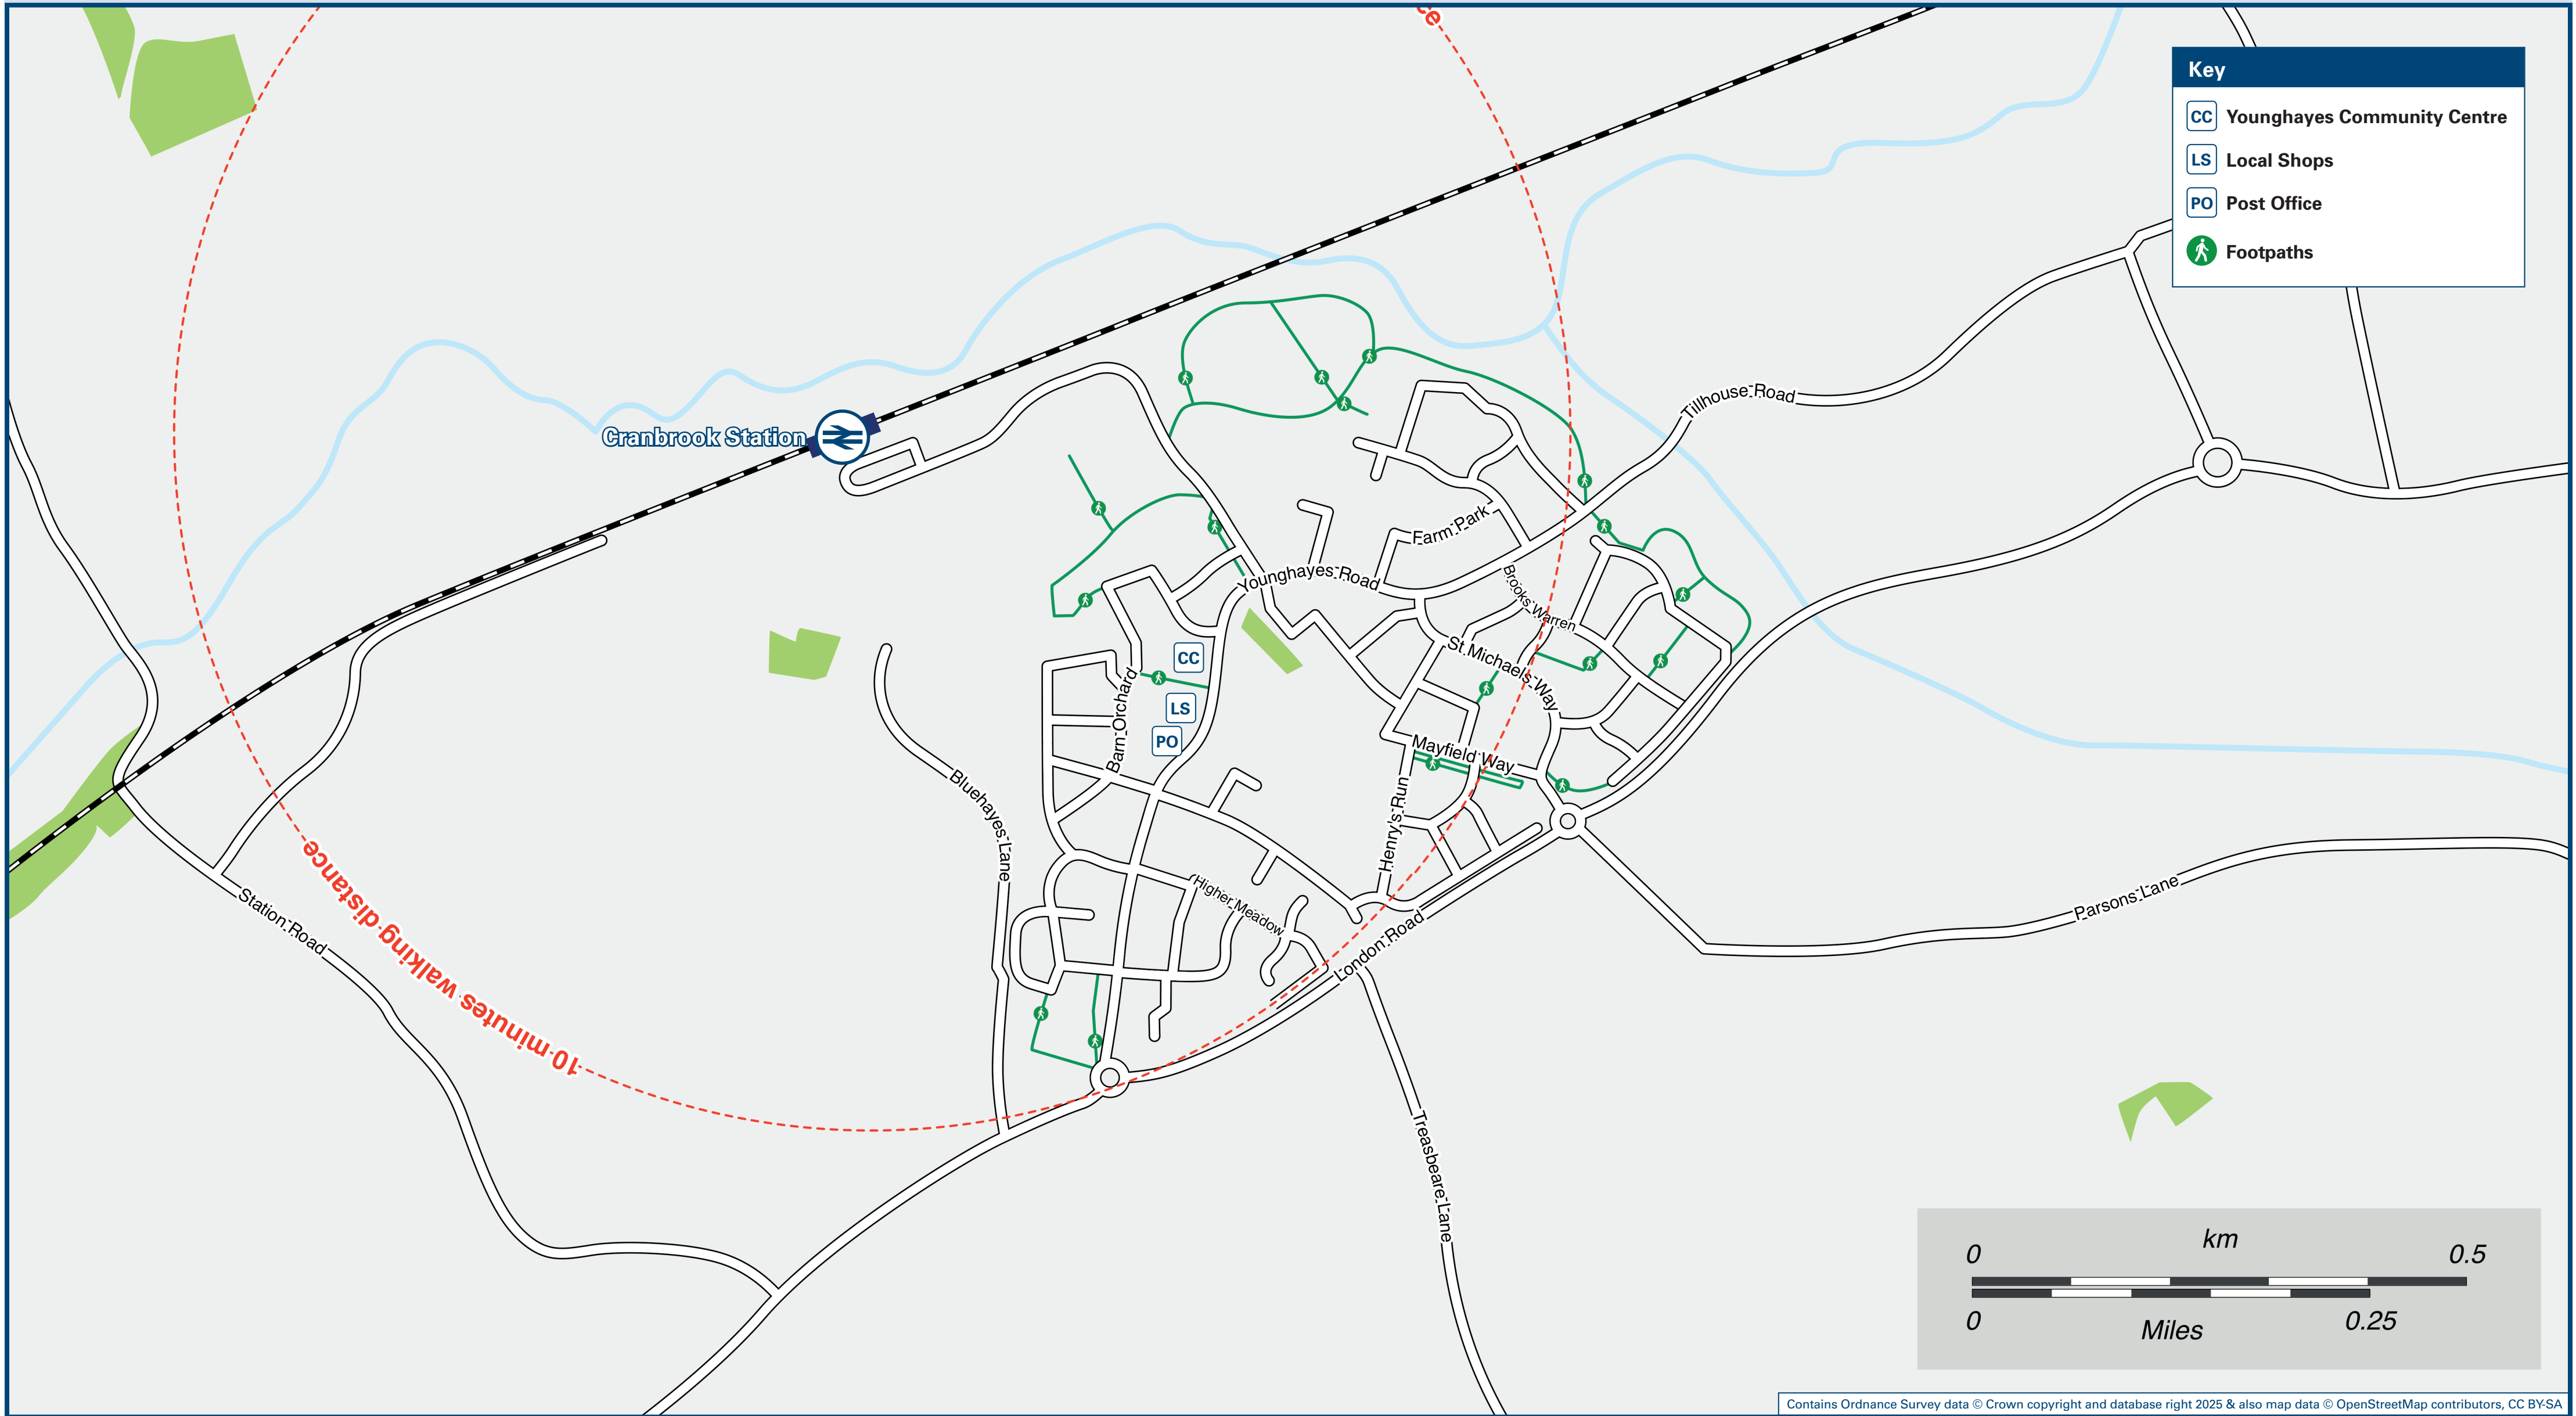 ce
Key
CC Younghayes Community Centre
LS Local Shops
PO Post Office
Footpaths
Cranbrook Station
Tillhouse Road
Farm Park
Younghayes Road
Brooks Warren
St Michaels Way
CC
LS
PO
Barn Orchard
Mayfield Way
Bluehayes Lane
Henry's Run
Higher Meadow
London Road
Parsons Lane
Station Road
10 minutes walking distance
Treasbeare Lane
km
0 0.5
0 0.25
Miles
Contains Ordnance Survey data © Crown copyright and database right 2025 & also map data © OpenStreetMap contributors, CC BY-SA